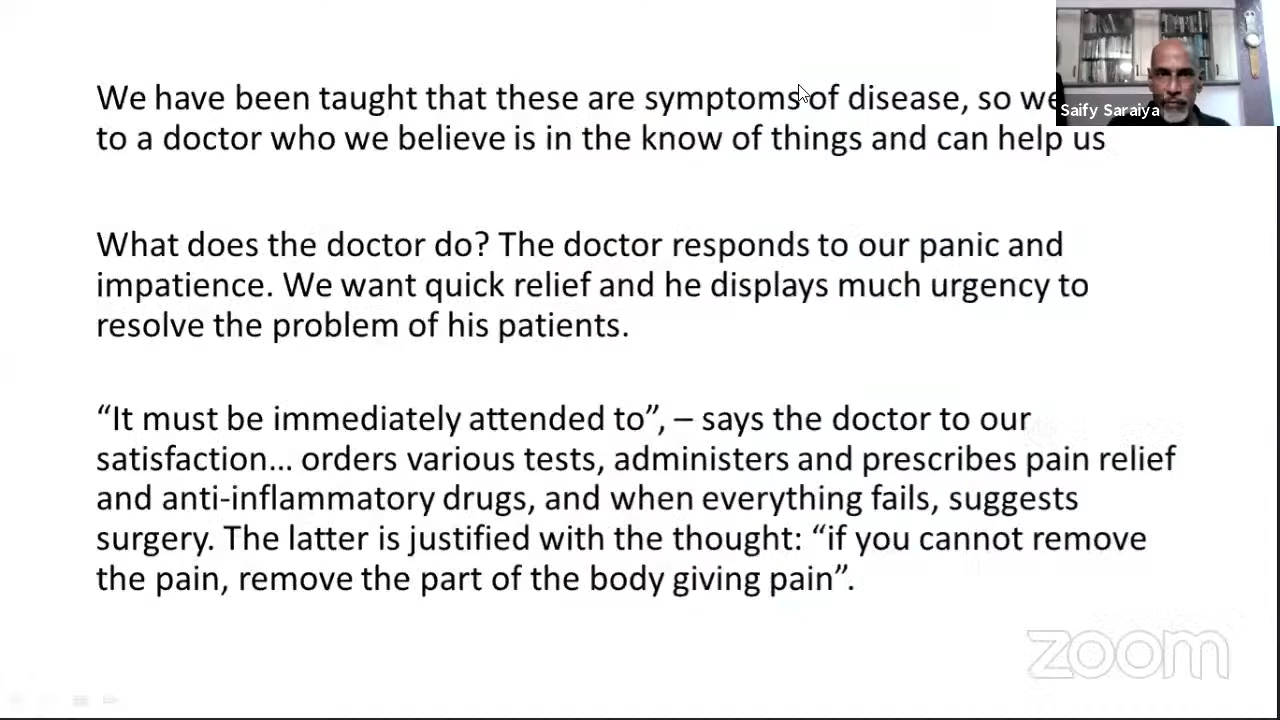 We have been taught that these are symptoms of disease, so we
to a doctor who we believe is in the know of things and can help us
Saify Saraiya
What does the doctor do? The doctor responds to our panic and
impatience. We want quick relief and he displays much urgency to
resolve the problem of his patients.
“It must be immediately attended to”, – says the doctor to our
satisfaction... orders various tests, administers and prescribes pain relief
and anti-inflammatory drugs, and when everything fails, suggests
surgery. The latter is justified with the thought: “if you cannot remove
the pain, remove the part of the body giving pain”.
zoom